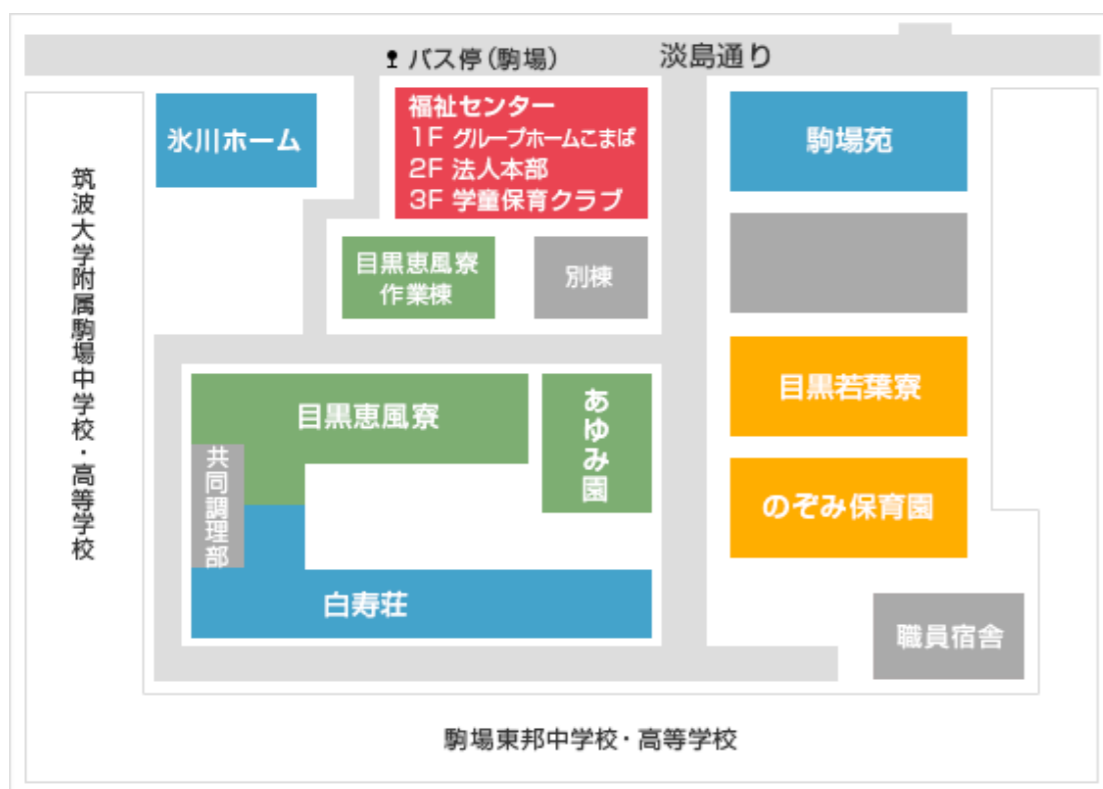 バス停(駒場)
淡島通り
氷川ホーム
福祉センター
1F グループホームこまば
2F 法人本部
3F 学童保育クラブ
駒場苑
筑波大学附属駒場中学校・高等学校
目黒恵風寮
作業棟
別棟
目黒恵風寮
あゆみ園
目黒若葉寮
共同調理部
のぞみ保育園
白寿荘
職員宿舎
駒場東邦中学校・高等学校